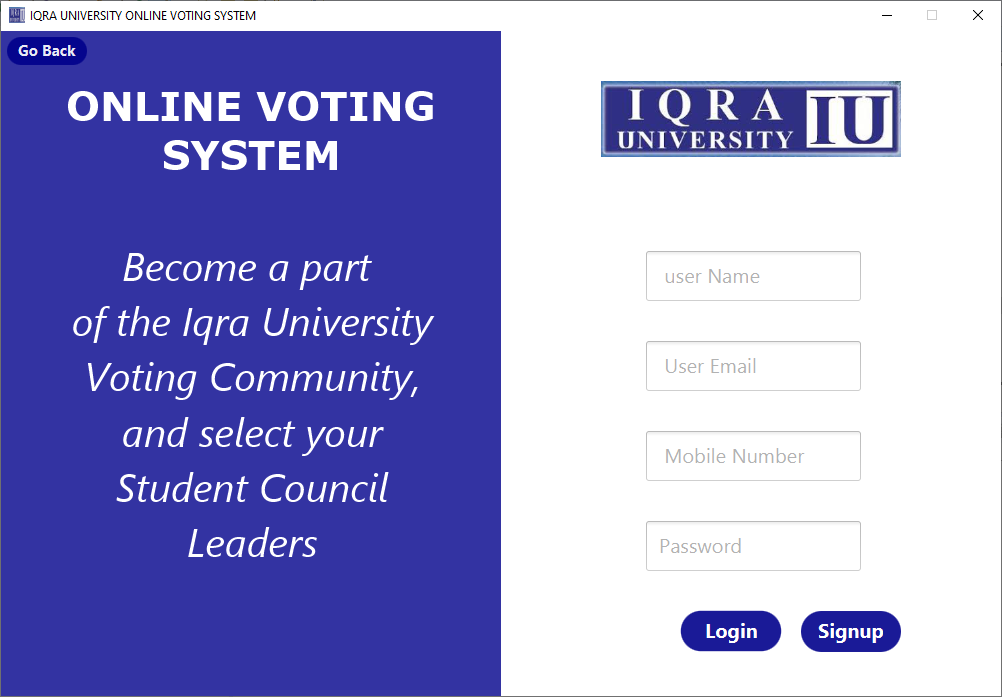 IQRA UNIVERSITY ONLINE VOTING SYSTEM
Go Back
ONLINE VOTING
SYSTEM
Become a part
of the Iqra University
Voting Community,
and select your
Student Council
Leaders
IQRA
UNIVERSITY
IU
user Name
User Email
Mobile Number
Password
Login
Signup